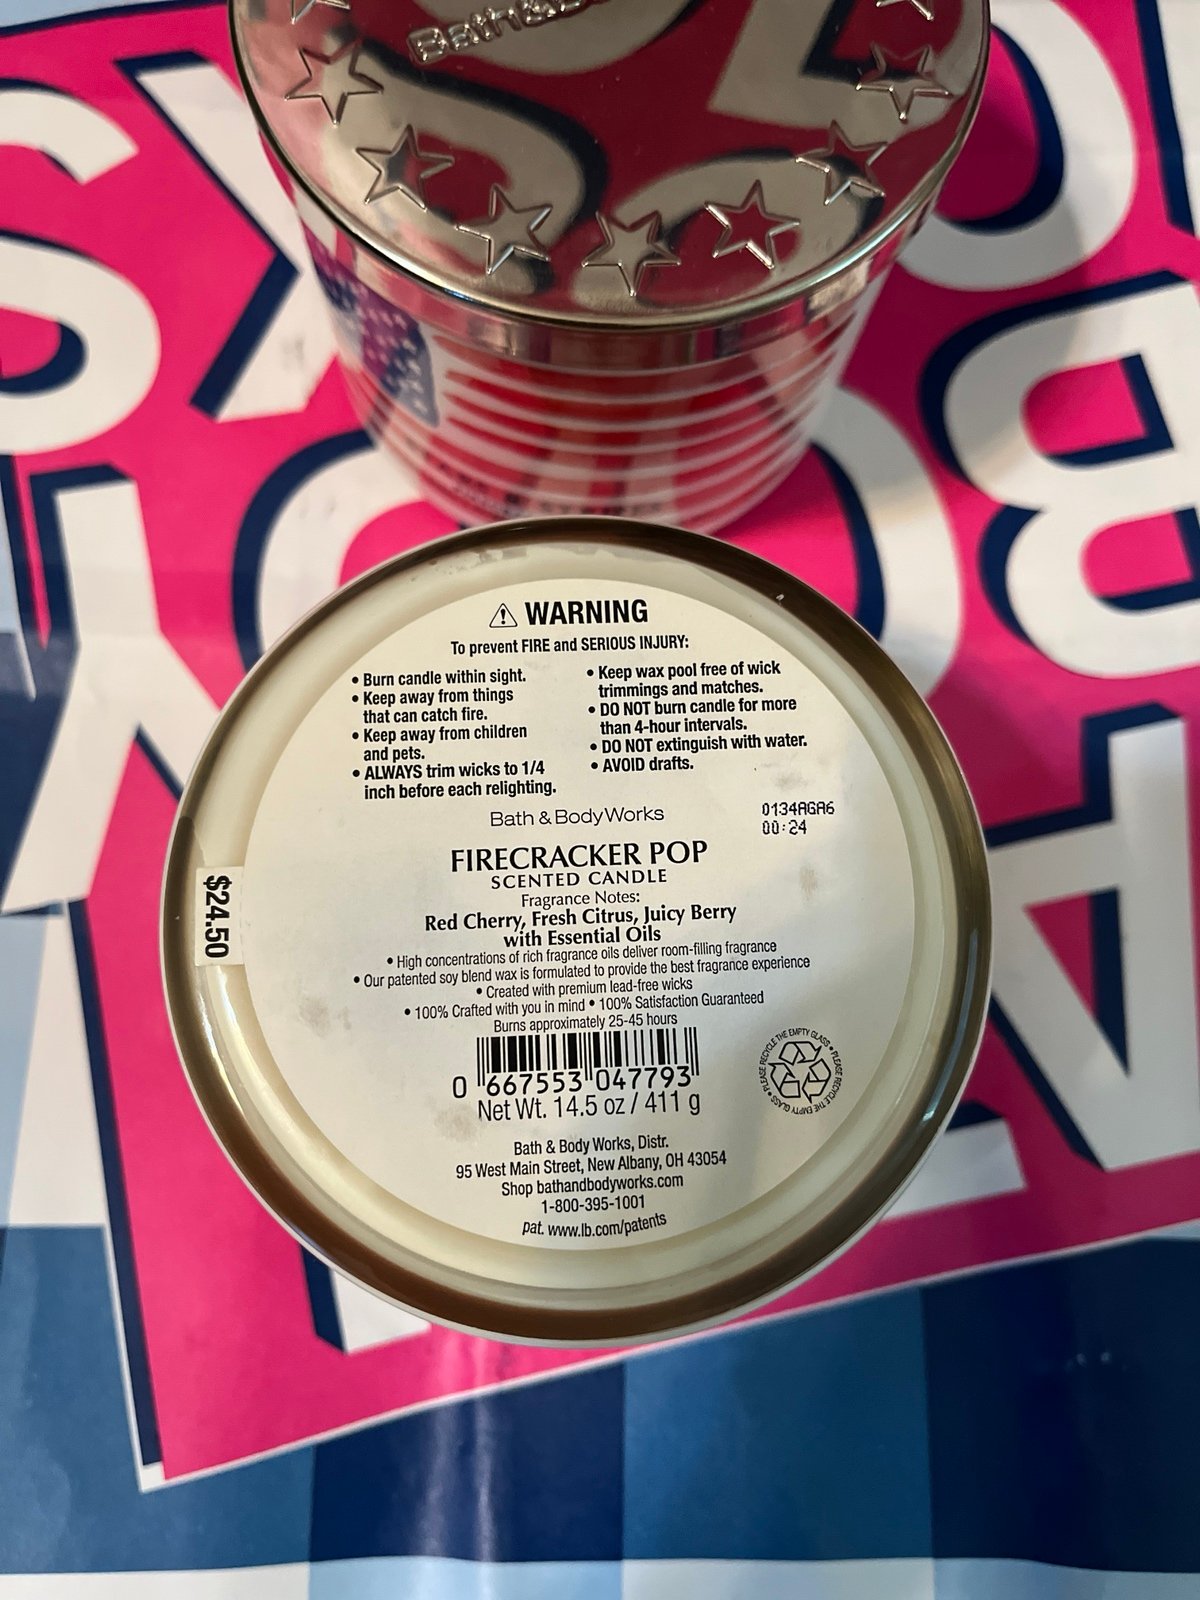 Bath&
⚠ WARNING
To prevent FIRE and SERIOUS INJURY:
• Burn candle within sight.
• Keep away from things
that can catch fire.
• Keep away from children
and pets.
• ALWAYS trim wicks to 1/4
inch before each relighting.
• Keep wax pool free of wick
trimmings and matches.
• DO NOT burn candle for more
than 4-hour intervals.
• DO NOT extinguish with water.
• AVOID drafts.
Bath & Body Works
0134AGA6
00:24
FIRECRACKER POP
SCENTED CANDLE
Fragrance Notes:
Red Cherry, Fresh Citrus, Juicy Berry
with Essential Oils
• High concentrations of rich fragrance oils deliver room-filling fragrance
• Our patented soy blend wax is formulated to provide the best fragrance experience
• Created with premium lead-free wicks
• 100% Crafted with you in mind • 100% Satisfaction Guaranteed
Burns approximately 25-45 hours
$24.50
0 667553 047793
Net Wt. 14.5 oz / 411 g
PLEASE RECYCLE THE EMPTY GLASS • PLEASE RECYCLE THE EMPTY GLASS •
Bath & Body Works, Distr.
95 West Main Street, New Albany, OH 43054
Shop bathandbodyworks.com
1-800-395-1001
pat. www.lb.com/patents